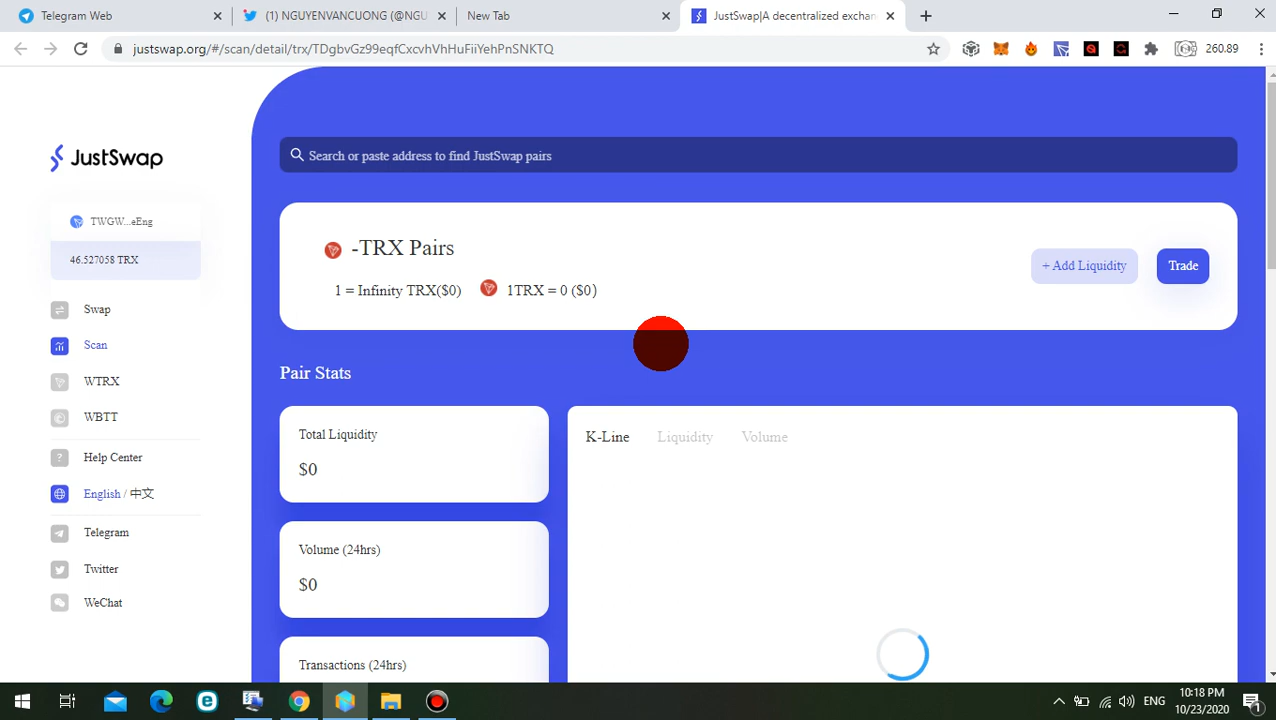 Telegram Web
(1) NGUYENVANCUONG (@NGU
New Tab
JustSwap|A decentralized exchan
justswap.org/#/scan/detail/trx/TDgbvGz99eqfCxcvhVhHuFiiYehPnSNKTQ
260.89
JustSwap
Search or paste address to find JustSwap pairs
TWGW...eEng
46.527058 TRX
-TRX Pairs
1 = Infinity TRX($0)
1TRX = 0 ($0)
+ Add Liquidity
Trade
Swap
Scan
WTRX
WBTT
Help Center
English / 中文
Telegram
Twitter
WeChat
Pair Stats
Total Liquidity
$0
Volume (24hrs)
$0
Transactions (24hrs)
K-Line
Liquidity
Volume
ENG
10:18 PM
10/23/2020
1